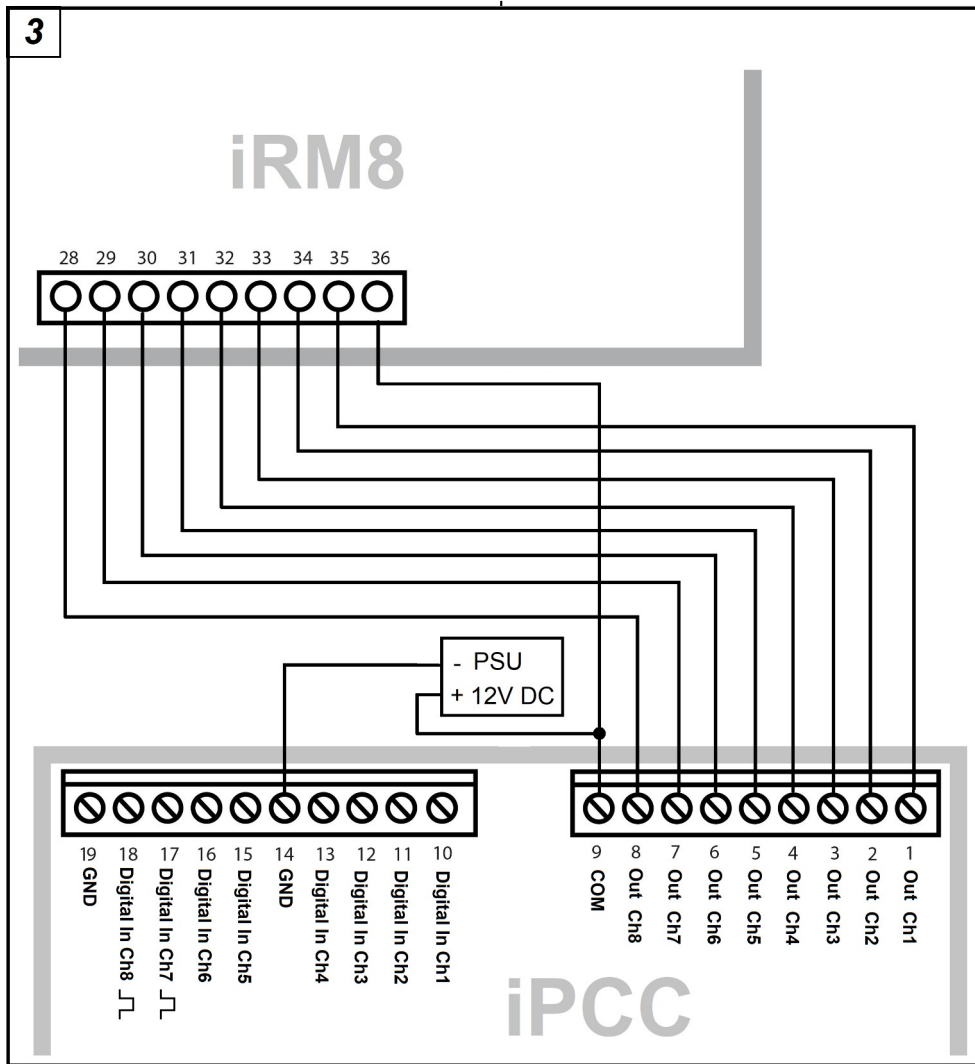 3
iRM8
28 29 30 31 32 33 34 35 36
- PSU
+ 12V DC
19 GND
18 Digital In Ch8
17 Digital In Ch7
16 Digital In Ch6
15 Digital In Ch5
14 GND
13 Digital In Ch4
12 Digital In Ch3
11 Digital In Ch2
10 Digital In Ch1
9 COM
8 Out Ch8
7 Out Ch7
6 Out Ch6
5 Out Ch5
4 Out Ch4
3 Out Ch3
2 Out Ch2
1 Out Ch1
iPCC